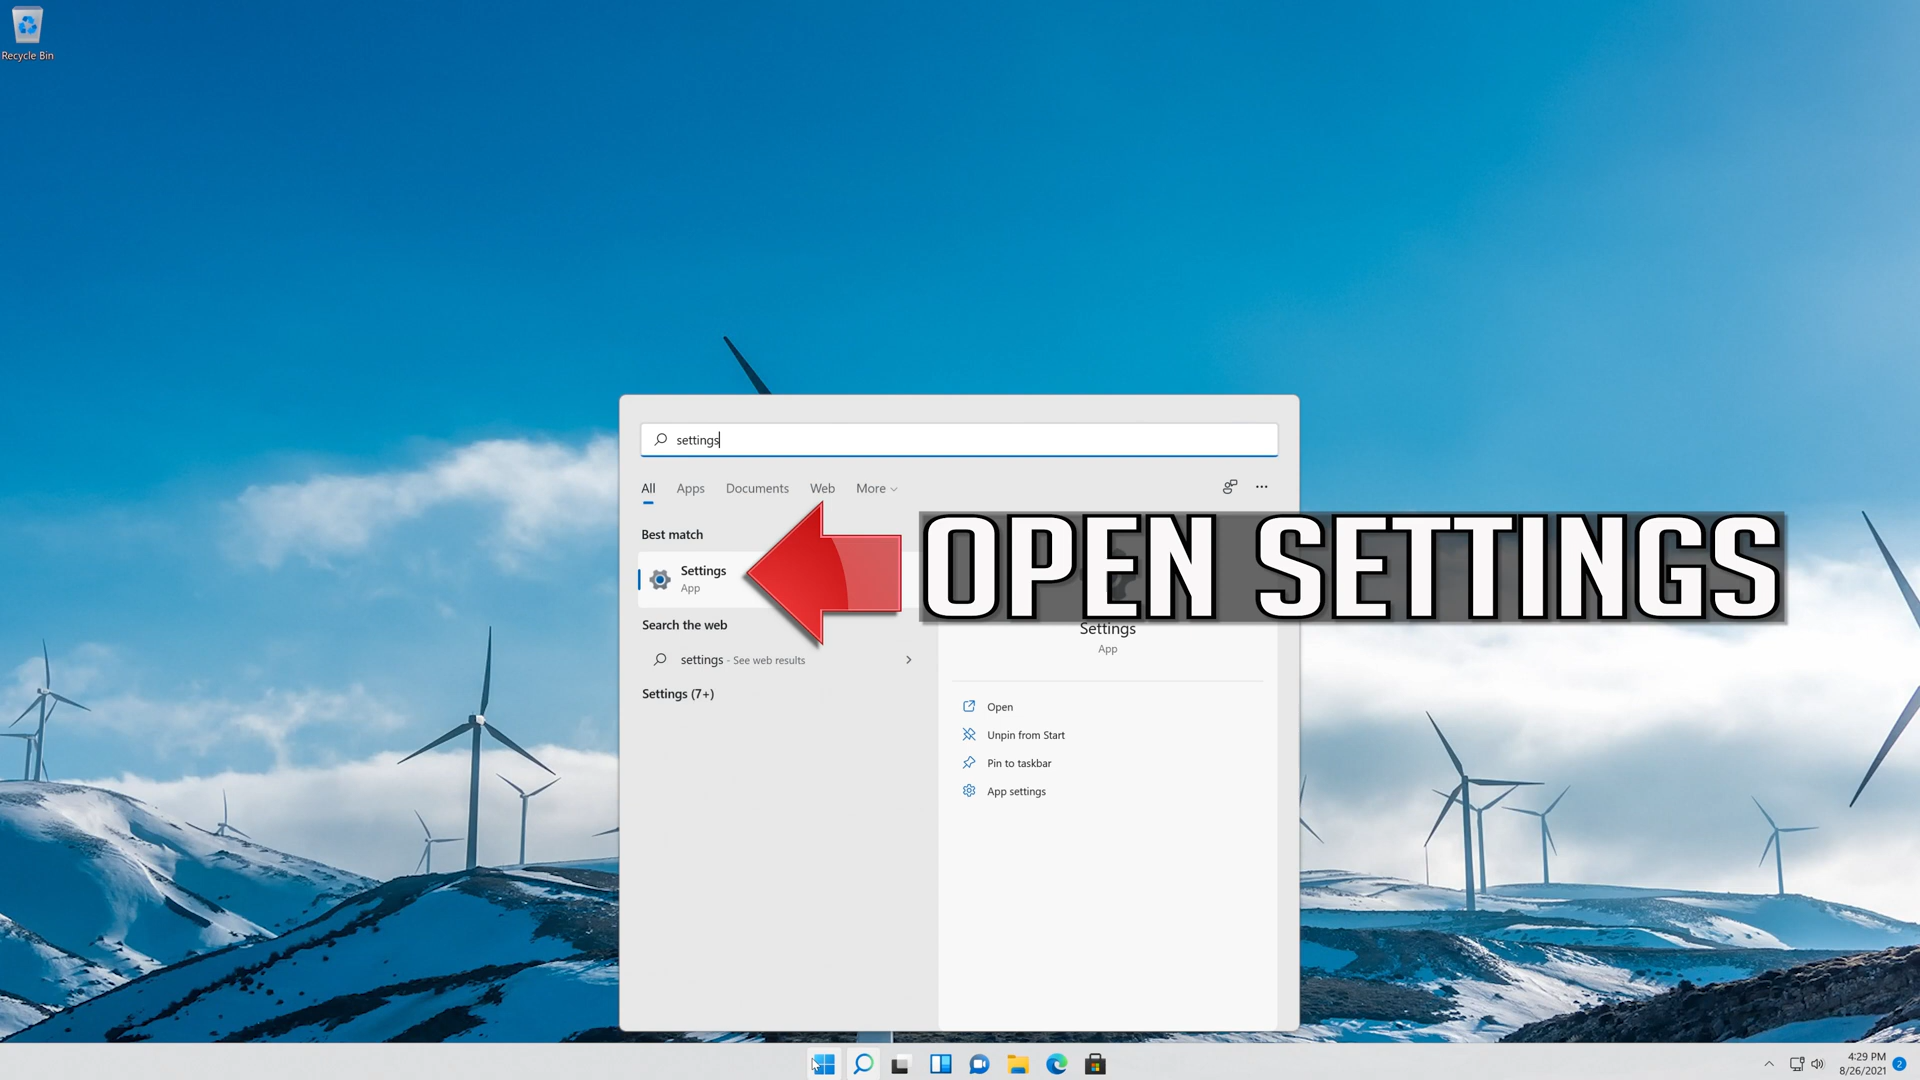 Recycle Bin
settings
All Apps Documents Web More
Best match
Settings
App
OPEN SETTINGS
Search the web
settings - See web results
Settings (7+)
Settings
App
Open
Unpin from Start
Pin to taskbar
App settings
4:29 PM
8/26/2021
2